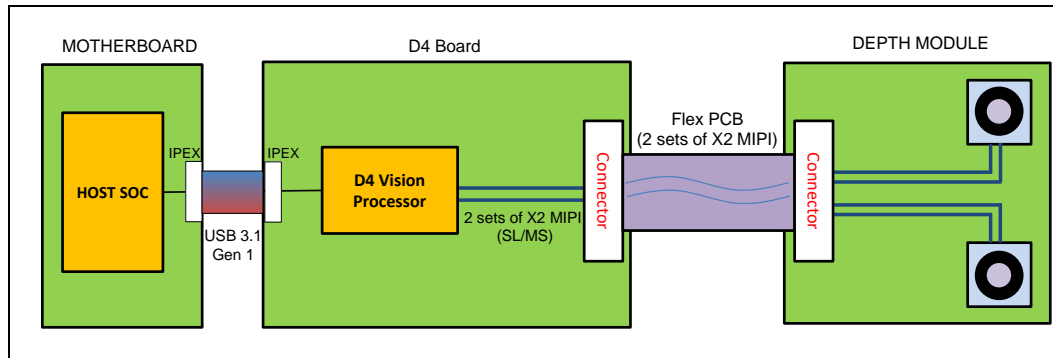 MOTHERBOARD
D4 Board
DEPTH MODULE
HOST SOC
IPEX
IPEX
USB 3.1
Gen 1
D4 Vision
Processor
2 sets of X2 MIPI
(SL/MS)
Connector
Flex PCB
(2 sets of X2 MIPI)
Connector